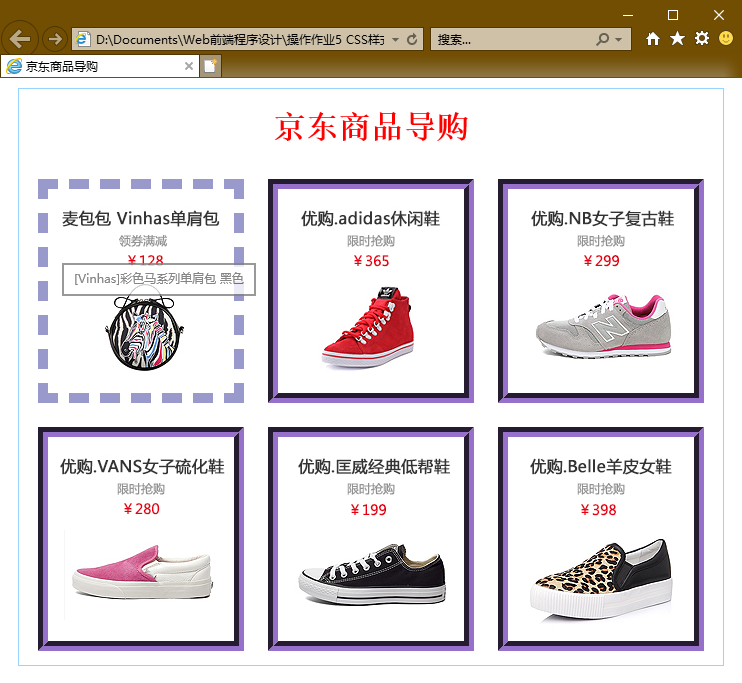 D:\Documents\Web前端程序设计\操作作业5 CSS样式
搜索...
京东商品导购
京东商品导购
麦包包 Vinhas单肩包
领券满减
￥128
[Vinhas]彩色马系列单肩包 黑色
优购.adidas休闲鞋
限时抢购
￥365
优购.NB女子复古鞋
限时抢购
￥299
N
优购.VANS女子硫化鞋
限时抢购
￥280
优购.匡威经典低帮鞋
限时抢购
￥199
优购.Belle羊皮女鞋
限时抢购
￥398